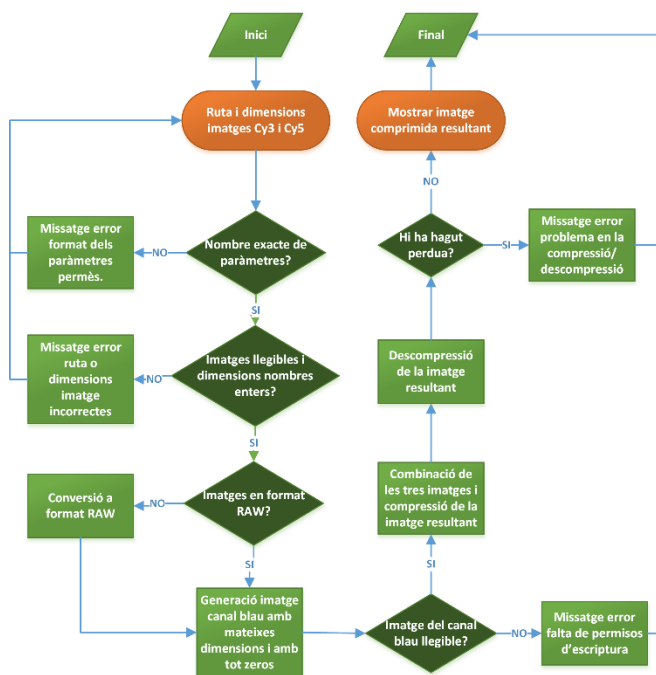 Inici
Final
Ruta i dimensions
imatges Cy3 i Cy5
Mostrar imatge
comprimida resultant
NO
Missatge error
format dels
paràmetres
permès.
NO
Nombre exacte de
paràmetres?
Hi ha hagut
perdua?
SI
Missatge error
problema en la
compressió/
descompressió
SI
Missatge error
ruta o
dimensions
imatge
incorrectes
NO
Imatges llegibles i
dimensions nombres
enters?
Descompressió
de la imatge
resultant
SI
Conversió a
format RAW
NO
Imatges en format
RAW?
Combinació de
les tres imatges i
compressió de la
imatge resultant
SI
SI
Generació imatge
canal blau amb
mateixes
dimensions i amb
tot zeros
Imatge del canal
blau llegible?
NO
Missatge error
falta de permisos
d'escriptura